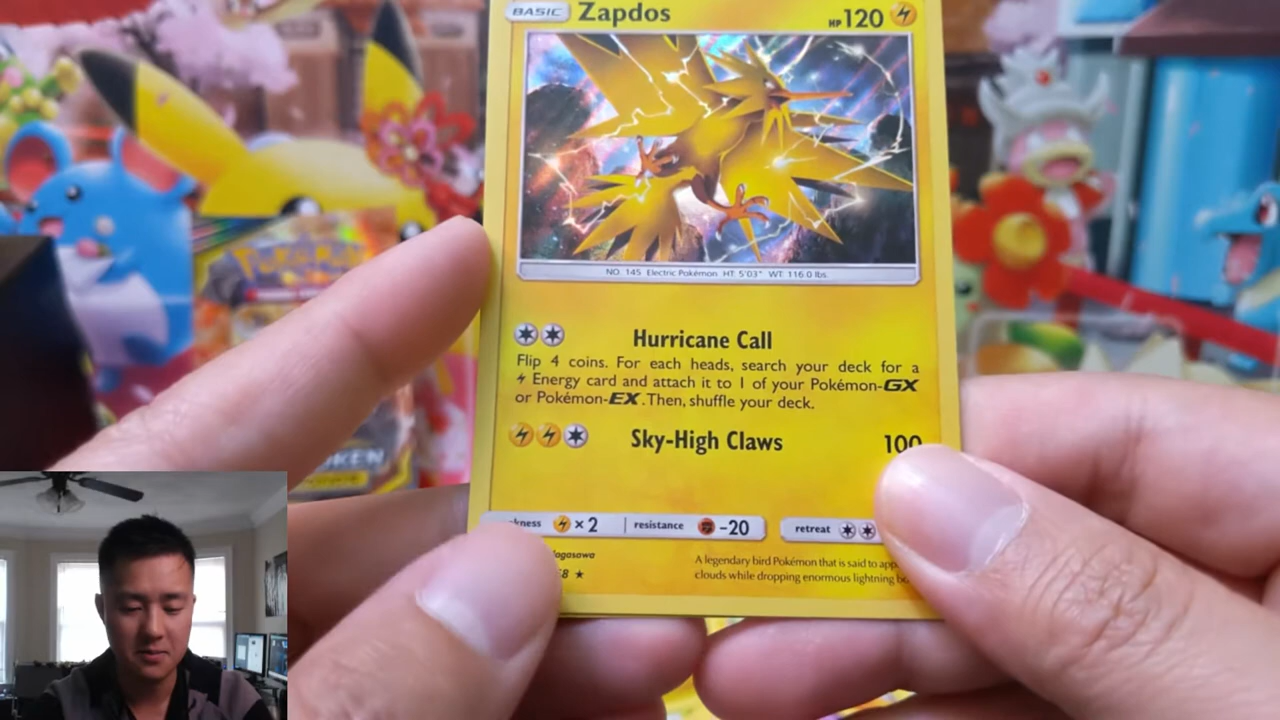 BASIC Zapdos HP 120
NO. 145 Electric Pokémon HT: 5'03" WT: 116.0 lbs.
Hurricane Call
Flip 4 coins. For each heads, search your deck for a
Energy card and attach it to 1 of your Pokémon-GX
or Pokémon-EX. Then, shuffle your deck.
Sky-High Claws 100
×2 resistance -20 retreat
A legendary bird Pokémon that is said to
clouds while dropping enormous lightning